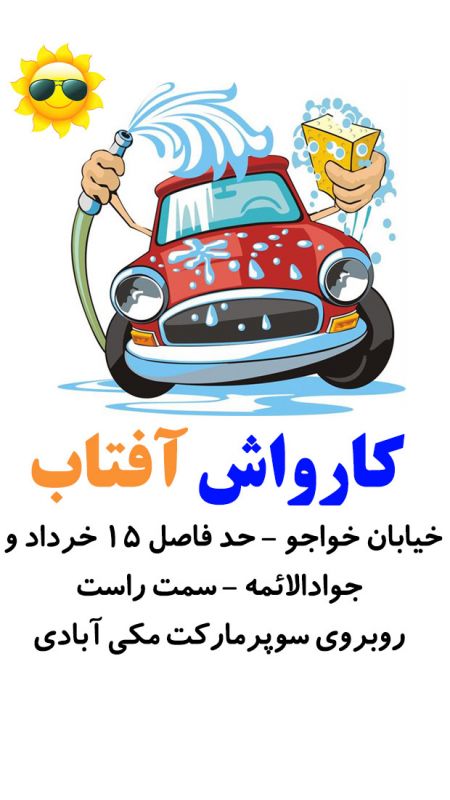 کارواش آفتاب
خیابان خواجو - حد فاصل ۱۵ خرداد و
جوادالائمه - سمت راست
روبروی سوپرمارکت مکی آبادی